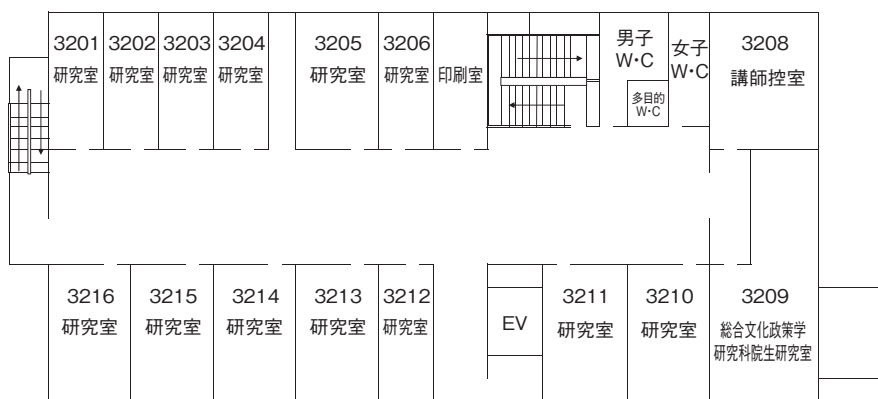 3201
研究室
3202
研究室
3203
研究室
3204
研究室
3205
研究室
3206
研究室
印刷室
男子
W・C
多目的
W・C
女子
W・C
3208
講師控室
3216
研究室
3215
研究室
3214
研究室
3213
研究室
3212
研究室
EV
3211
研究室
3210
研究室
3209
総合文化政策学
研究科院生研究室